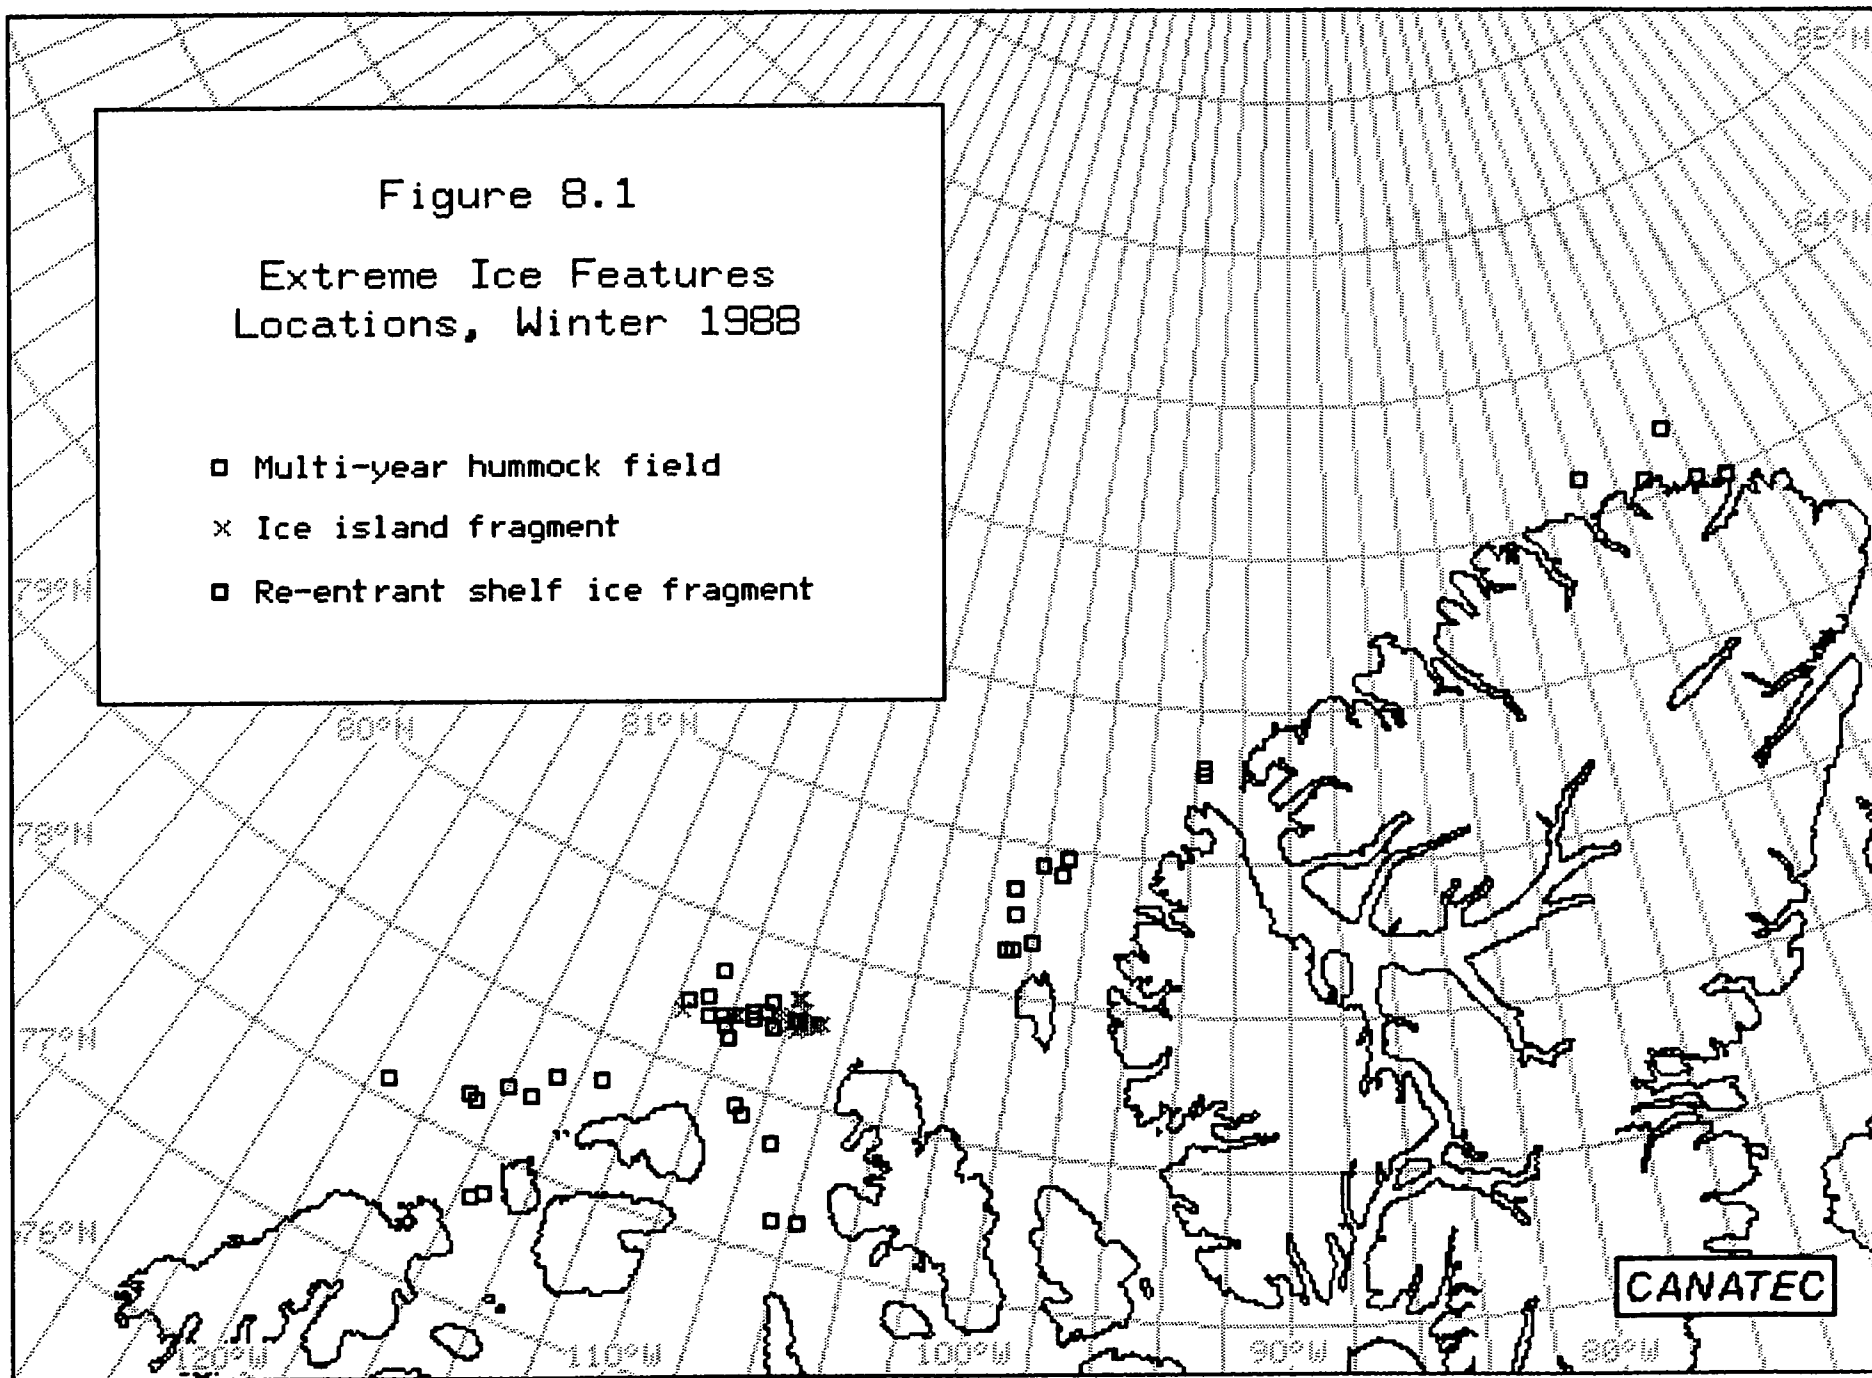 85°N
84°N
Figure 8.1
Extreme Ice Features
Locations, Winter 1988
Multi-year hummock field
Ice island fragment
Re-entrant shelf ice fragment
79°N
80°N
81°N
78°N
77°N
76°N
CANATEC
120°W
110°W
100°W
90°W
80°W